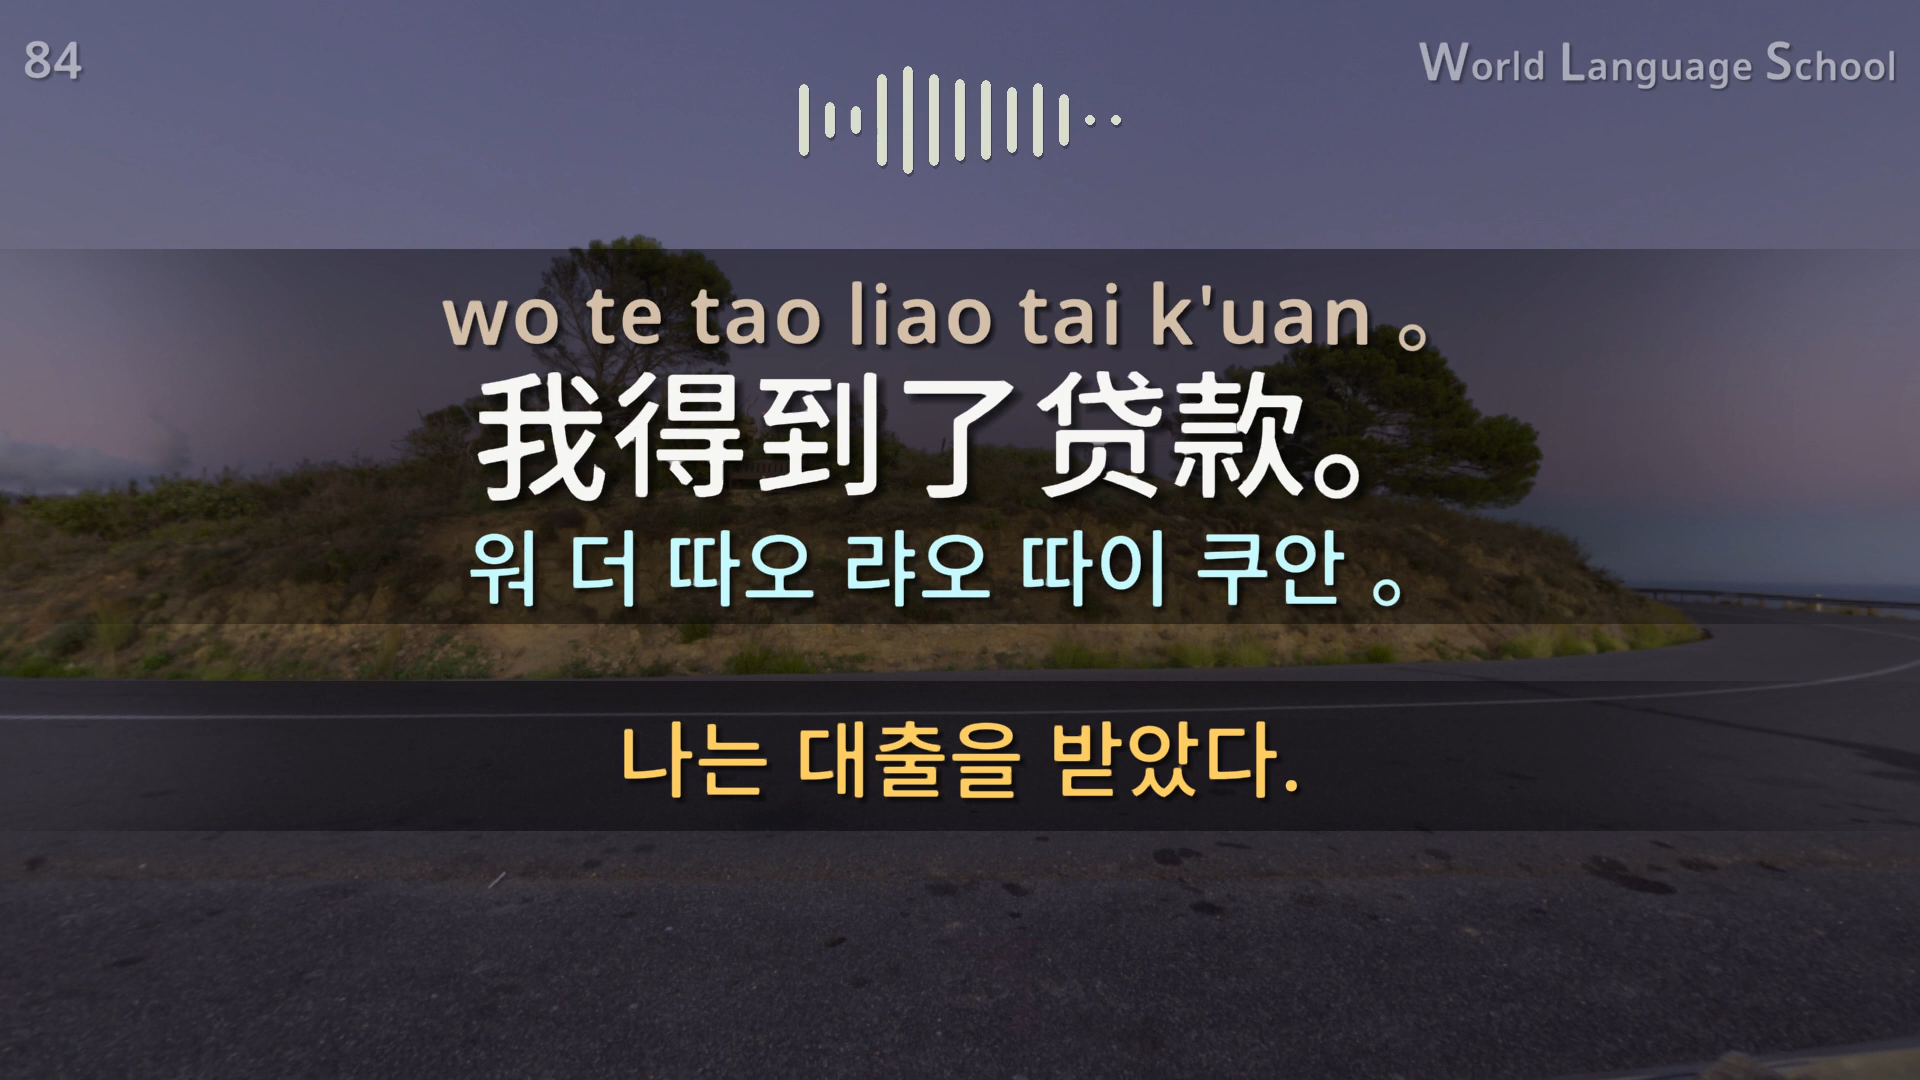 84
World Language School
wo te tao liao tai k'uan 。
我得到了贷款。
워 더 따오 랴오 따이 쿠안 。
나는 대출을 받았다.